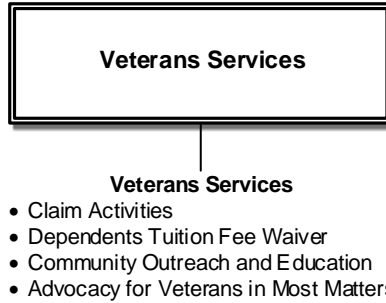 Veterans Services
Veterans Services
• Claim Activities
• Dependents Tuition Fee Waiver
• Community Outreach and Education
• Advocacy for Veterans in Most Matters